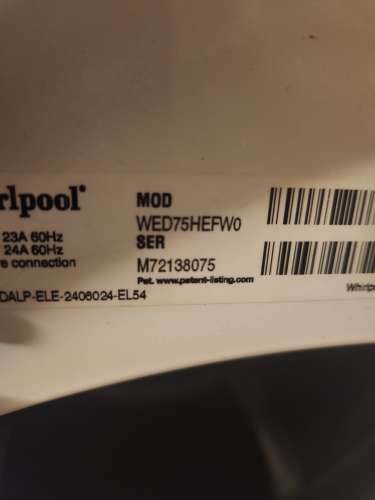 rlpool®
MOD
WED75HEFW0
23A 60Hz
24A 60Hz
SER
connection
M72138075
Pat. www.patent-listing.com
DALP-ELE-2406024-EL54
Whirlp